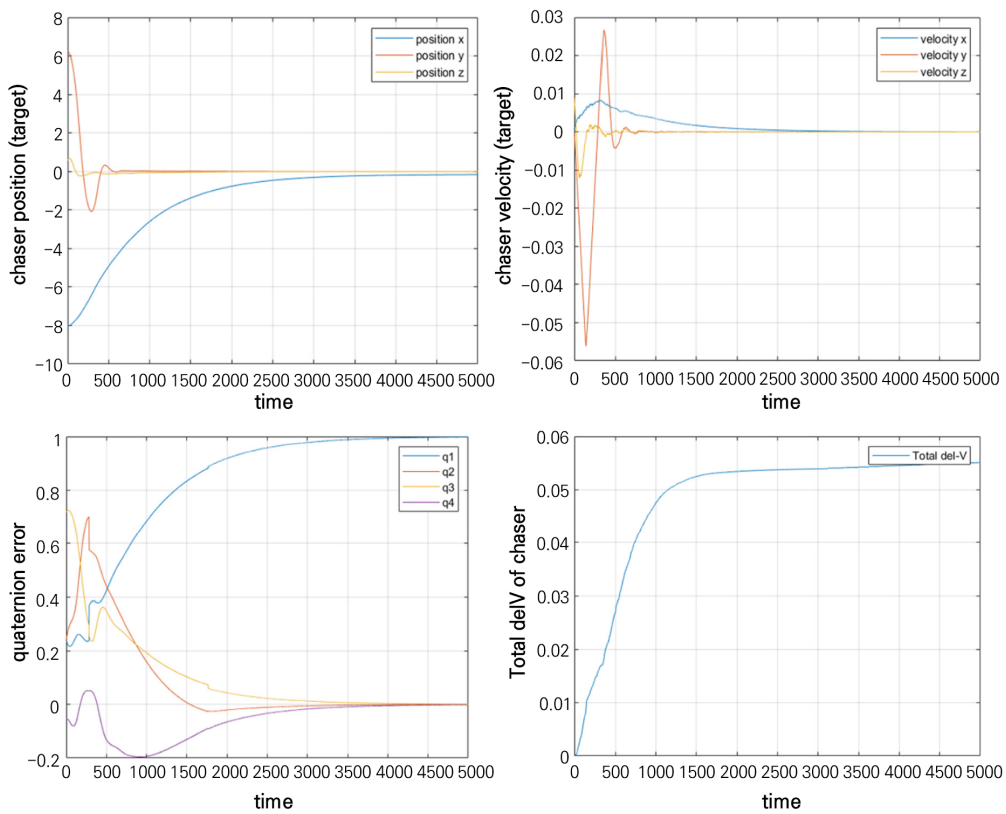 8
6
4
2
0
−2
−4
−6
−8
−10
chaser position (target)
position x
position y
position z
0 500 1000 1500 2000 2500 3000 3500 4000 4500 5000
time
0.03
0.02
0.01
0
−0.01
−0.02
−0.03
−0.04
−0.05
−0.06
chaser velocity (target)
velocity x
velocity y
velocity z
0 500 1000 1500 2000 2500 3000 3500 4000 4500 5000
time
1
0.8
0.6
0.4
0.2
0
−0.2
quaternion error
q1
q2
q3
q4
0 500 1000 1500 2000 2500 3000 3500 4000 4500 5000
time
0.06
0.05
0.04
0.03
0.02
0.01
0
Total delV of chaser
Total del-V
0 500 1000 1500 2000 2500 3000 3500 4000 4500 5000
time